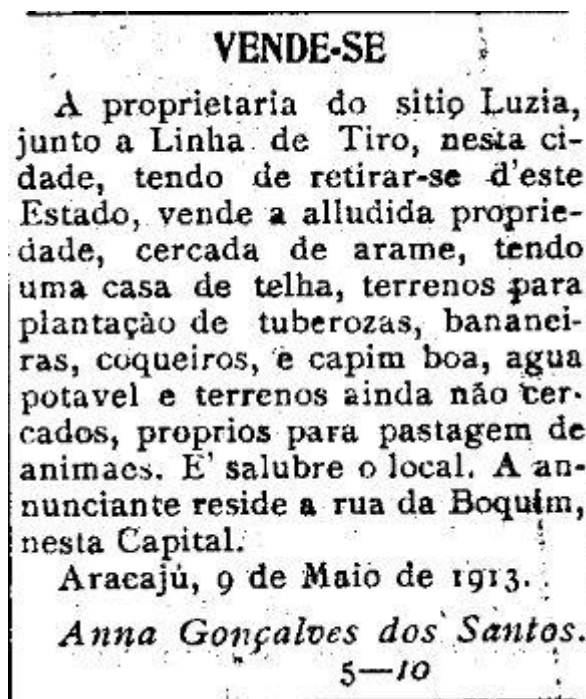 VENDE-SE
A proprietaria do sitio Luzia,
junto a Linha de Tiro, nesta ci-
dade, tendo de retirar-se d'este
Estado, vende a alludida proprie-
dade, cercada de arame, tendo
uma casa de telha, terrenos para
plantação de tuberozas, bananei-
ras, coqueiros, e capim boa, agua
potavel e terrenos ainda não cer-
cados, proprios para pastagem de
animaes. E' salubre o local. A an-
nunciante reside a rua da Boquim,
nesta Capital.
Aracajú, 9 de Maio de 1913.
Anna Gonçalves dos Santos.
5—10